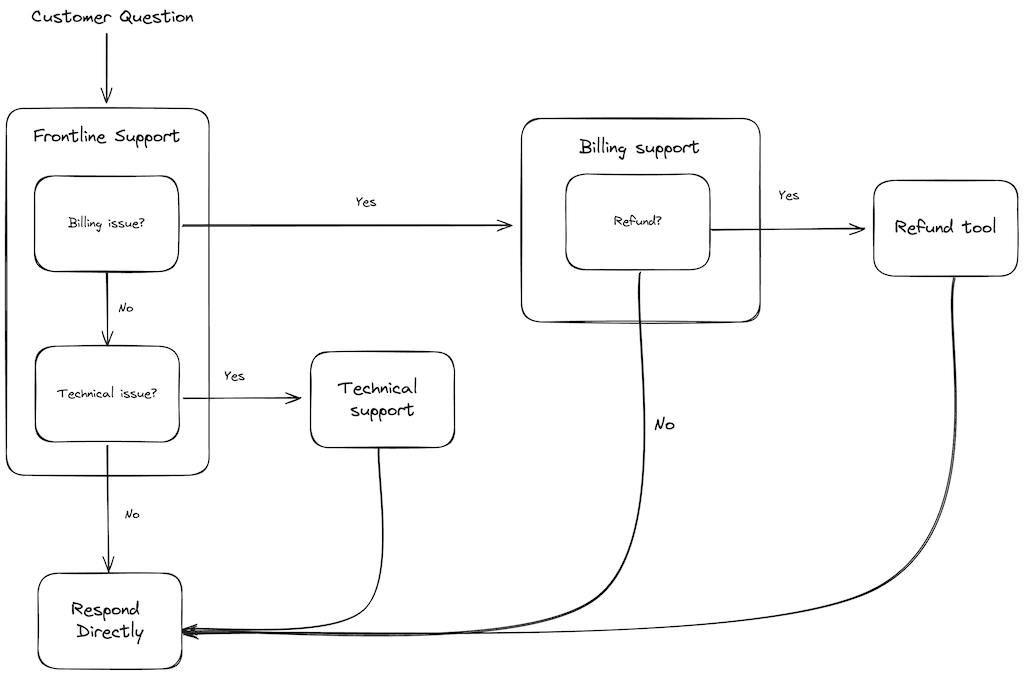 Customer Question
Frontline Support
Billing support
Billing issue?
Yes
Refund?
Yes
Refund tool
No
Technical issue?
Yes
Technical
support
No
No
Respond
Directly